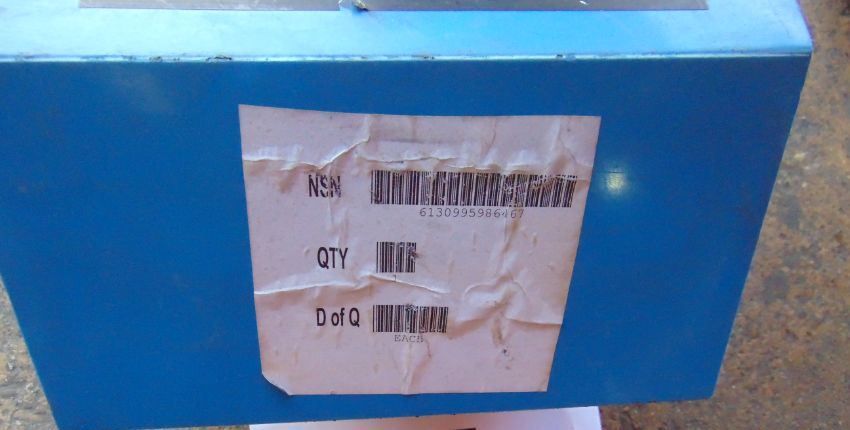 NSN
6130995986467
QTY
D of Q
EACH